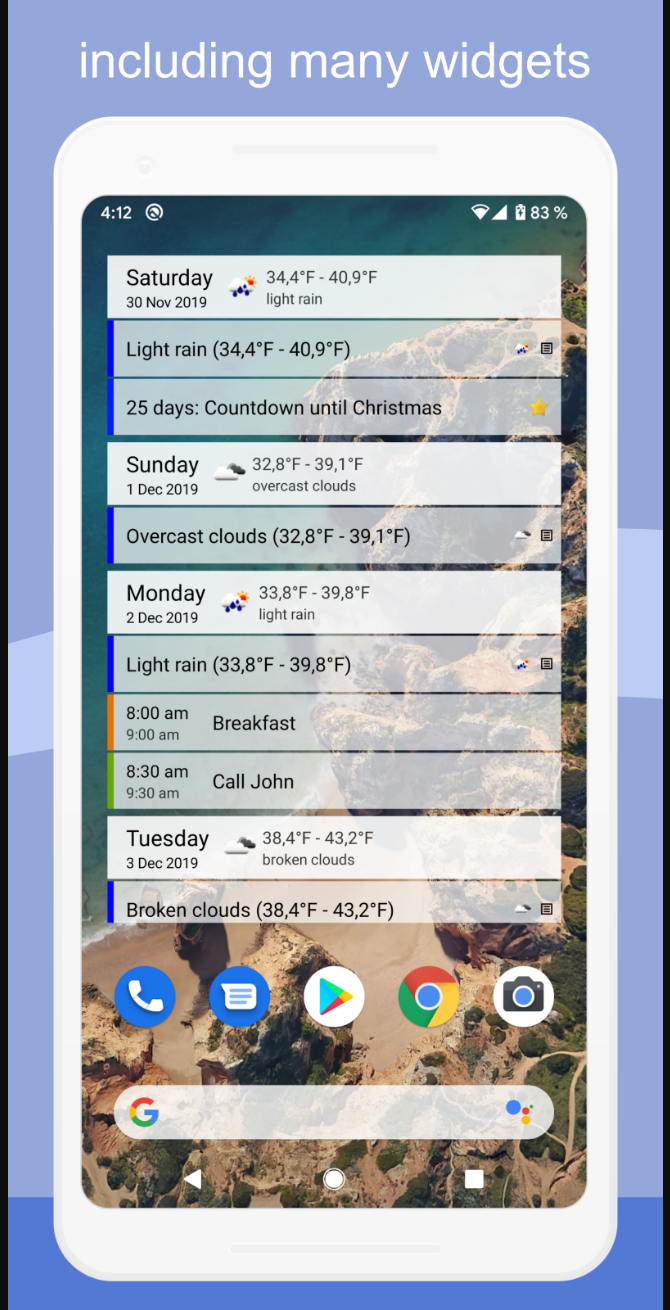 including many widgets
4:12
83 %
Saturday
34,4°F - 40,9°F
30 Nov 2019
light rain
Light rain (34,4°F - 40,9°F)
25 days: Countdown until Christmas
Sunday
32,8°F - 39,1°F
1 Dec 2019
overcast clouds
Overcast clouds (32,8°F - 39,1°F)
Monday
33,8°F - 39,8°F
2 Dec 2019
light rain
Light rain (33,8°F - 39,8°F)
8:00 am
9:00 am
Breakfast
8:30 am
9:30 am
Call John
Tuesday
38,4°F - 43,2°F
3 Dec 2019
broken clouds
Broken clouds (38,4°F - 43,2°F)
G